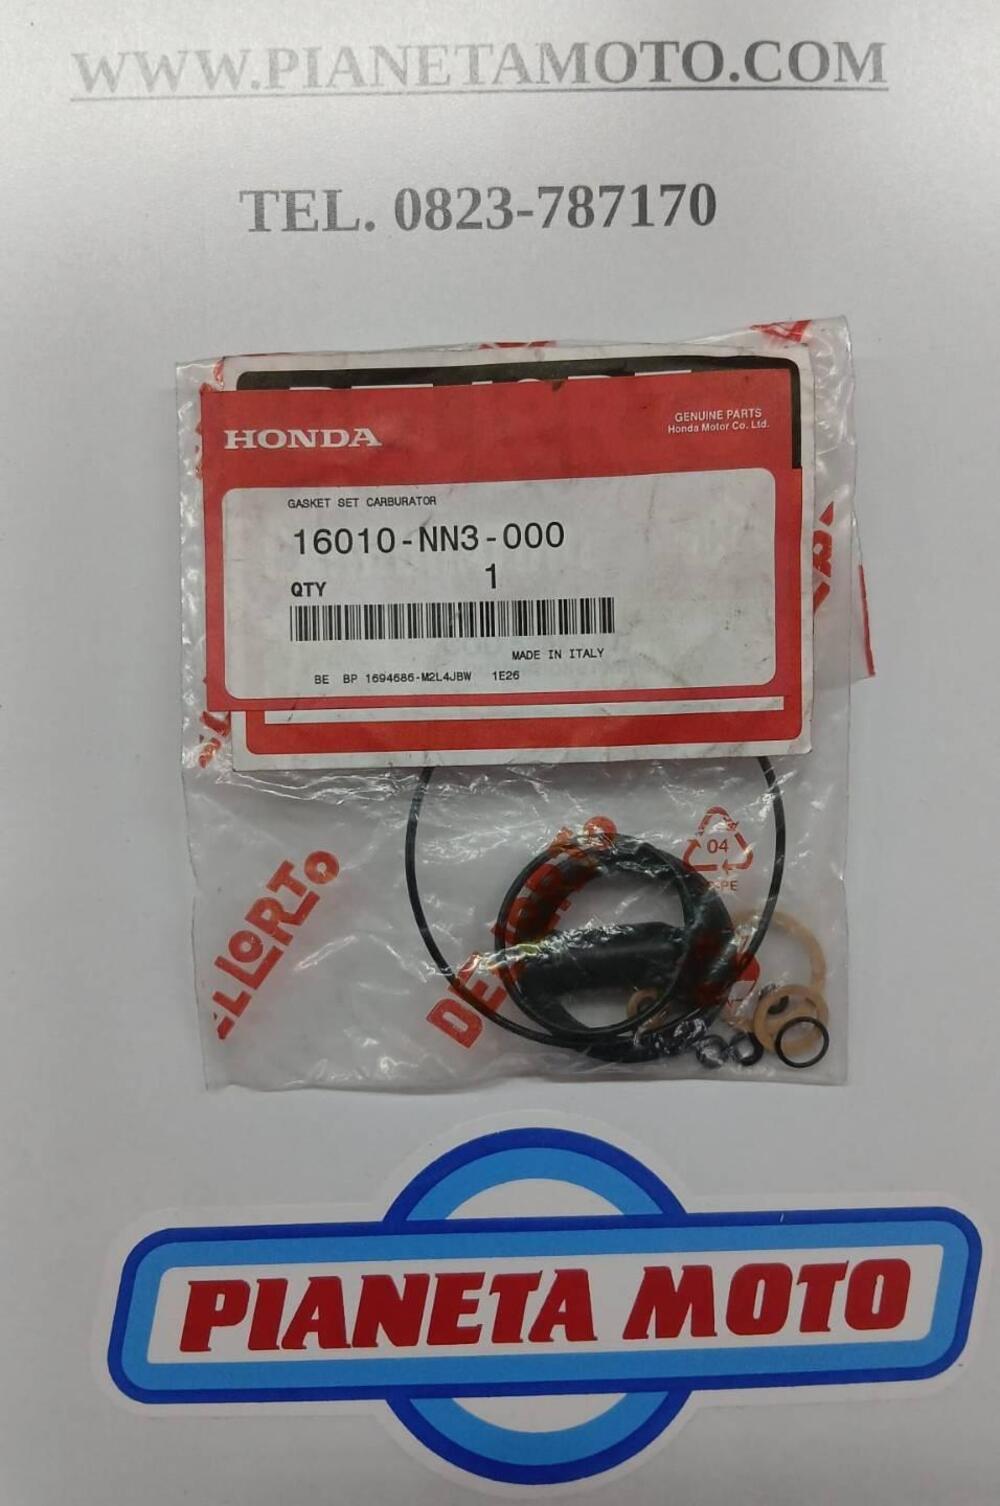 WWW.PIANETAMOTO.COM
TEL. 0823-787170
HONDA
GENUINE PARTS
Honda Motor Co. Ltd.
GASKET SET CARBURATOR
16010-NN3-000
QTY 1
MADE IN ITALY
BE BP 1694686-M2L4JBW 1E26
04
DELLORTO
PIANETA MOTO